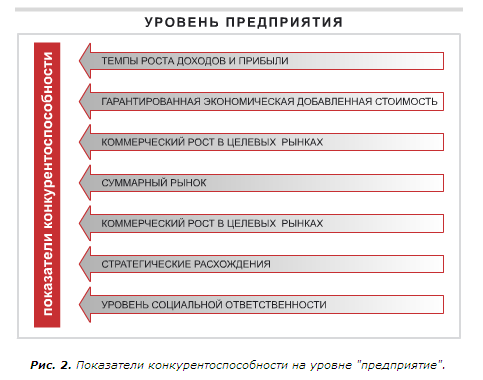 УРОВЕНЬ ПРЕДПРИЯТИЯ
показатели конкурентоспособности
ТЕМПЫ РОСТА ДОХОДОВ И ПРИБЫЛИ
ГАРАНТИРОВАННАЯ ЭКОНОМИЧЕСКАЯ ДОБАВЛЕННАЯ СТОИМОСТЬ
КОММЕРЧЕСКИЙ РОСТ В ЦЕЛЕВЫХ РЫНКАХ
СУММАРНЫЙ РЫНОК
КОММЕРЧЕСКИЙ РОСТ В ЦЕЛЕВЫХ РЫНКАХ
СТРАТЕГИЧЕСКИЕ РАСХОЖДЕНИЯ
УРОВЕНЬ СОЦИАЛЬНОЙ ОТВЕТСТВЕННОСТИ
Рис. 2. Показатели конкурентоспособности на уровне "предприятие".